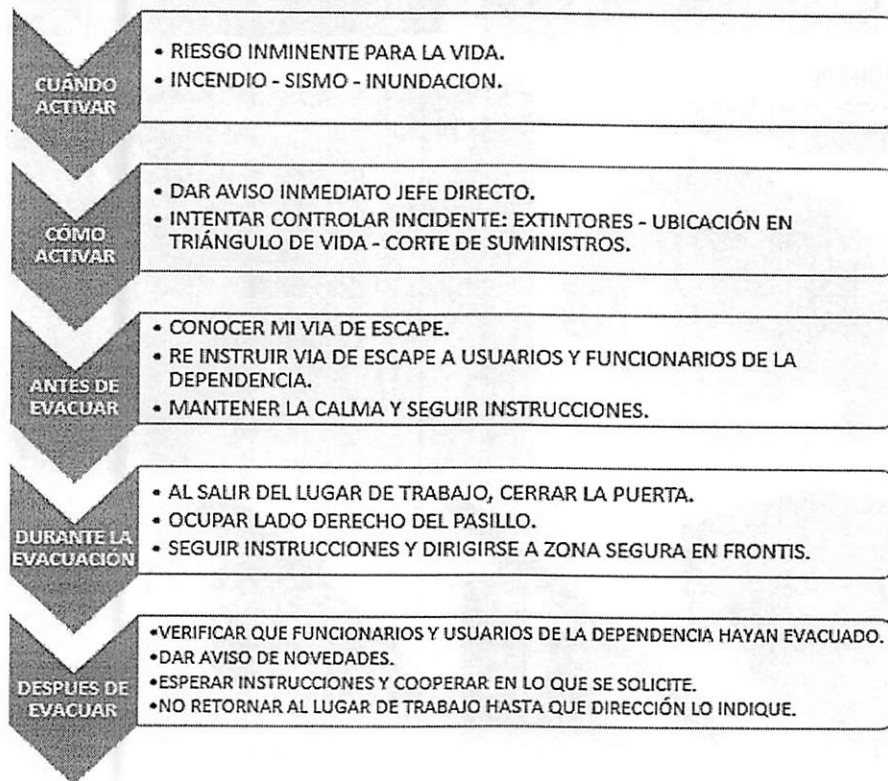 CUÁNDO
ACTIVAR
• RIESGO INMINENTE PARA LA VIDA.
• INCENDIO - SISMO - INUNDACION.
CÓMO
ACTIVAR
• DAR AVISO INMEDIATO JEFE DIRECTO.
• INTENTAR CONTROLAR INCIDENTE: EXTINTORES - UBICACIÓN EN
TRIÁNGULO DE VIDA - CORTE DE SUMINISTROS.
ANTES DE
EVACUAR
• CONOCER MI VIA DE ESCAPE.
• RE INSTRUIR VIA DE ESCAPE A USUARIOS Y FUNCIONARIOS DE LA
DEPENDENCIA.
• MANTENER LA CALMA Y SEGUIR INSTRUCCIONES.
DURANTE LA
EVACUACIÓN
• AL SALIR DEL LUGAR DE TRABAJO, CERRAR LA PUERTA.
• OCUPAR LADO DERECHO DEL PASILLO.
• SEGUIR INSTRUCCIONES Y DIRIGIRSE A ZONA SEGURA EN FRONTIS.
DESPUES DE
EVACUAR
•VERIFICAR QUE FUNCIONARIOS Y USUARIOS DE LA DEPENDENCIA HAYAN EVACUADO.
•DAR AVISO DE NOVEDADES.
•ESPERAR INSTRUCCIONES Y COOPERAR EN LO QUE SE SOLICITE.
•NO RETORNAR AL LUGAR DE TRABAJO HASTA QUE DIRECCIÓN LO INDIQUE.